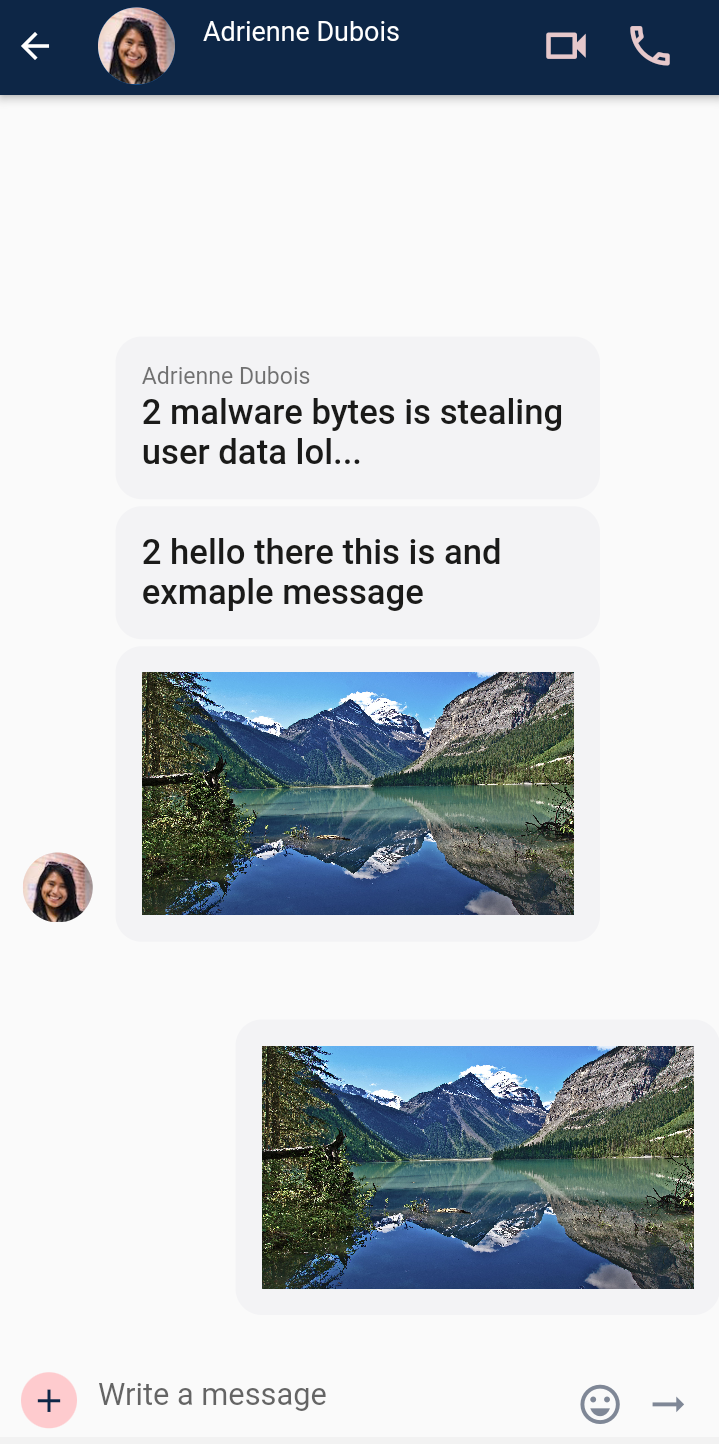 Adrienne Dubois
Adrienne Dubois
2 malware bytes is stealing
user data lol...
2 hello there this is and
exmaple message
Write a message